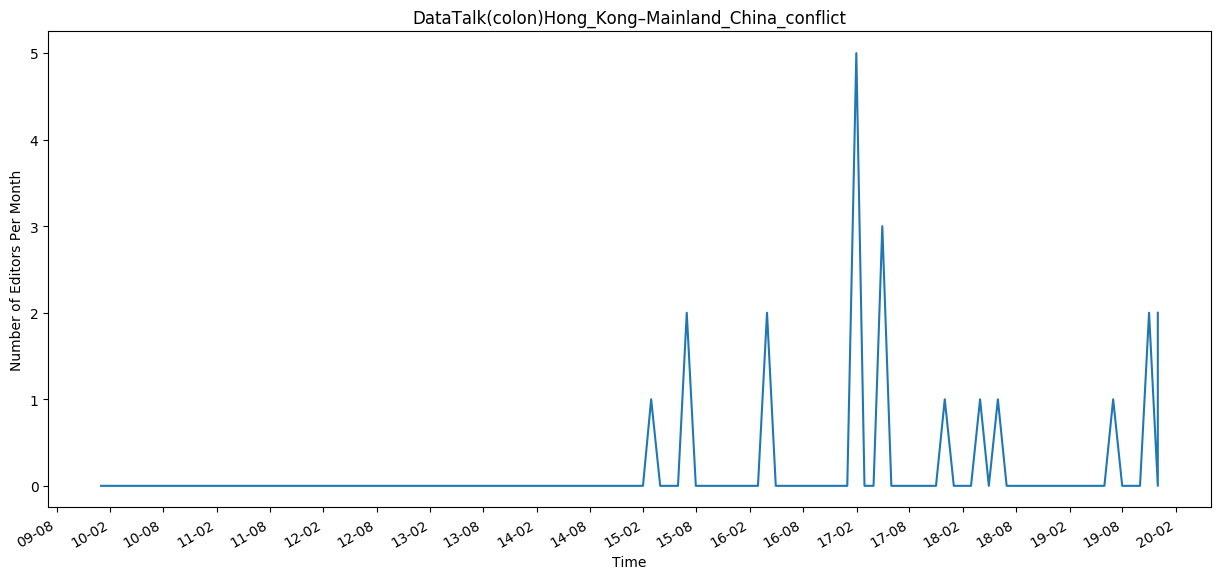 DataTalk(colon)Hong_Kong–Mainland_China_conflict
Number of Editors Per Month
5
4
3
2
1
0
09-08 10-02 10-08 11-02 11-08 12-02 12-08 13-02 13-08 14-02 14-08 15-02 15-08 16-02 16-08 17-02 17-08 18-02 18-08 19-02 19-08 20-02
Time